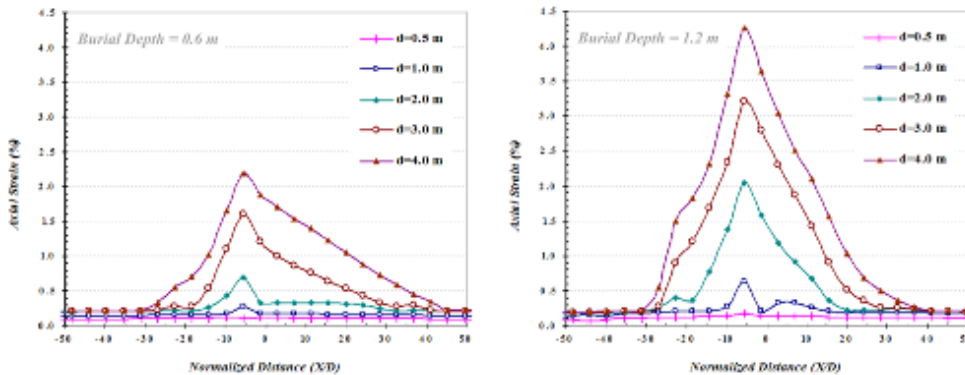 Burial Depth = 0.6 m
d=0.5 m
d=1.0 m
d=2.0 m
d=3.0 m
d=4.0 m
4.5
4.0
3.5
3.0
2.5
2.0
1.5
1.0
0.5
0.0
Axial Strain (%)
-50 -40 -30 -20 -10 0 10 20 30 40 50
Normalized Distance (X/D)
Burial Depth = 1.2 m
d=0.5 m
d=1.0 m
d=2.0 m
d=3.0 m
d=4.0 m
4.5
4.0
3.5
3.0
2.5
2.0
1.5
1.0
0.5
0.0
Axial Strain (%)
-50 -40 -30 -20 -10 0 10 20 30 40 50
Normalized Distance (X/D)